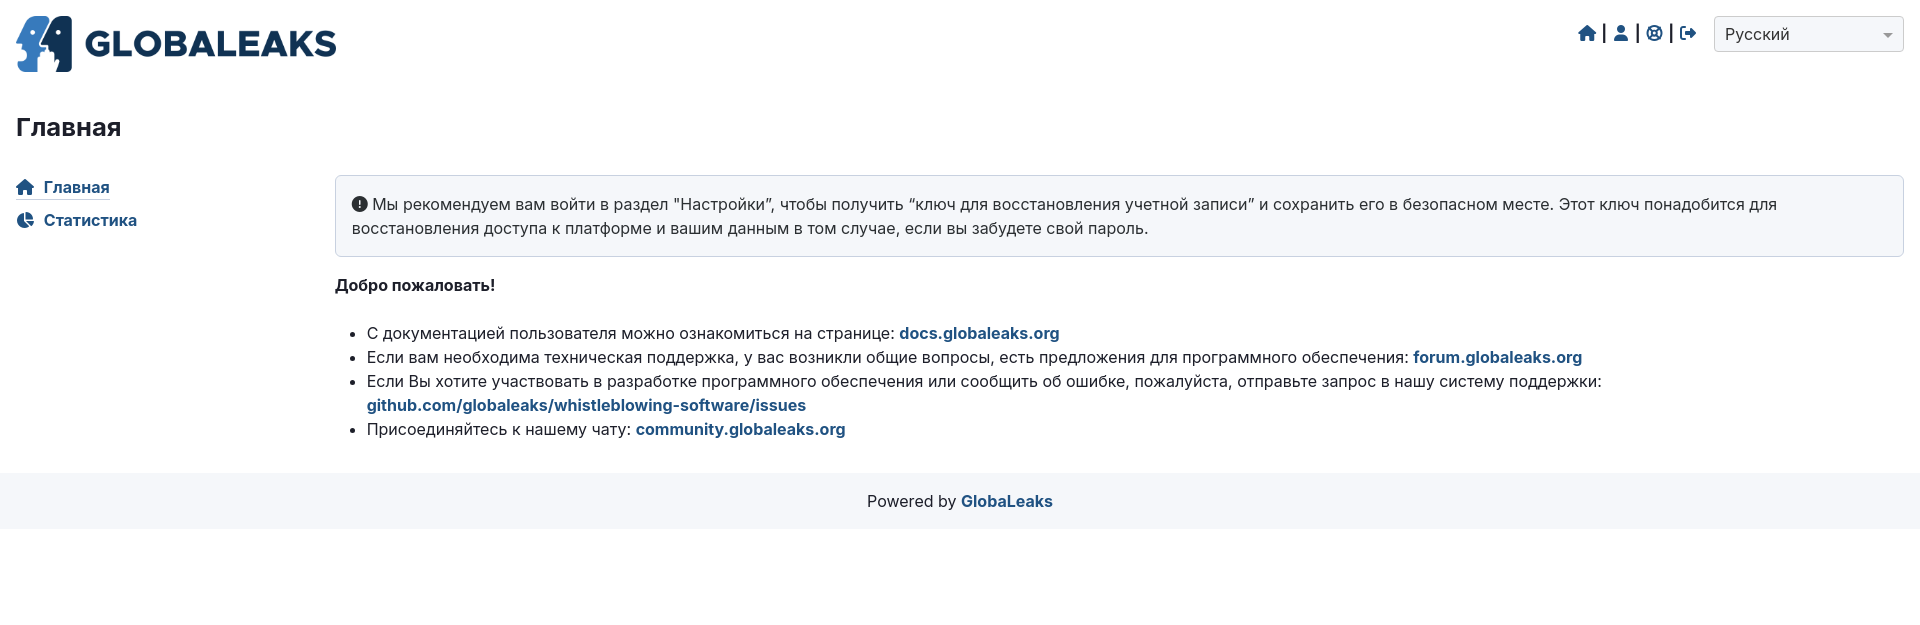 GLOBALEAKS
| | | Русский
Главная
Главная
Статистика
Мы рекомендуем вам войти в раздел "Настройки”, чтобы получить “ключ для восстановления учетной записи” и сохранить его в безопасном месте. Этот ключ понадобится для
восстановления доступа к платформе и вашим данным в том случае, если вы забудете свой пароль.
Добро пожаловать!
• С документацией пользователя можно ознакомиться на странице: docs.globaleaks.org
• Если вам необходима техническая поддержка, у вас возникли общие вопросы, есть предложения для программного обеспечения: forum.globaleaks.org
• Если Вы хотите участвовать в разработке программного обеспечения или сообщить об ошибке, пожалуйста, отправьте запрос в нашу систему поддержки:
github.com/globaleaks/whistleblowing-software/issues
• Присоединяйтесь к нашему чату: community.globaleaks.org
Powered by GlobaLeaks